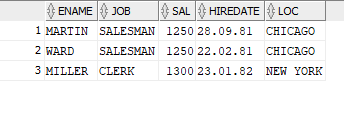 ENAME JOB SAL HIREDATE LOC
1 MARTIN SALESMAN 1250 28.09.81 CHICAGO
2 WARD SALESMAN 1250 22.02.81 CHICAGO
3 MILLER CLERK 1300 23.01.82 NEW YORK